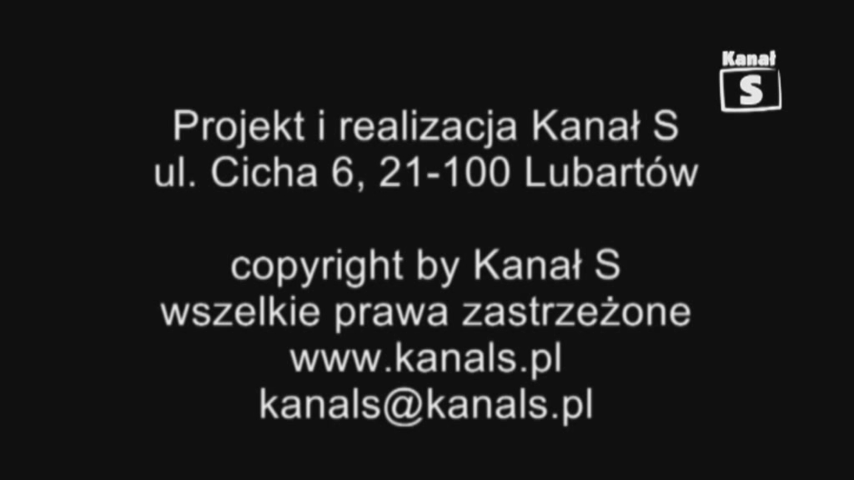 Kanał
S
Projekt i realizacja Kanał S
ul. Cicha 6, 21-100 Lubartów
copyright by Kanał S
wszelkie prawa zastrzeżone
www.kanals.pl
kanals@kanals.pl